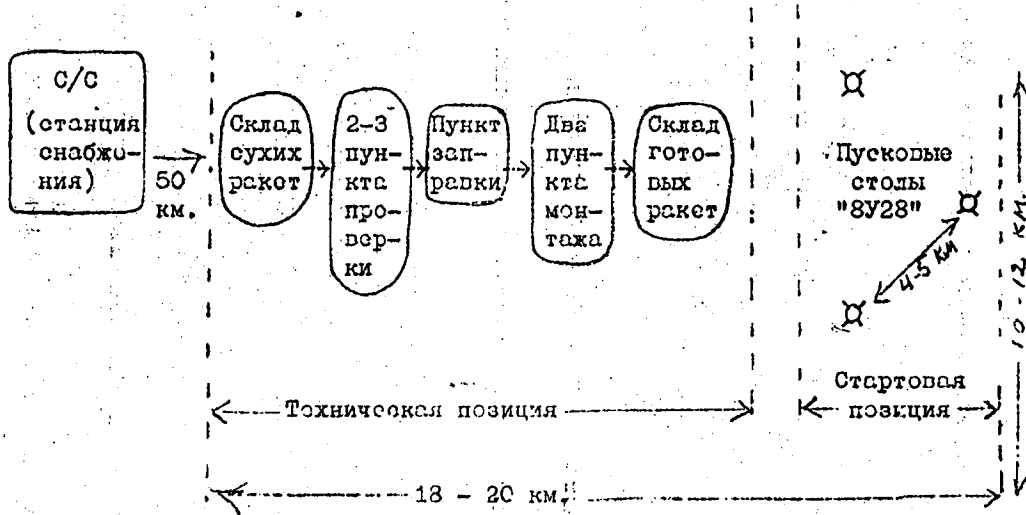 С/С
(станция
снабже-
ния)
50
км.
Склад
сухих
ракет
2-3
пун-
кта
про-
вер-
ки
Пункт
зап-
равки
Два
пун-
кта
мон-
тажа
Склад
гото-
вых
ракет
Пусковые
столы
"8У28"
4-5 км
10-12 км.
Техническая позиция
Стартовая
позиция
18 - 20 км.